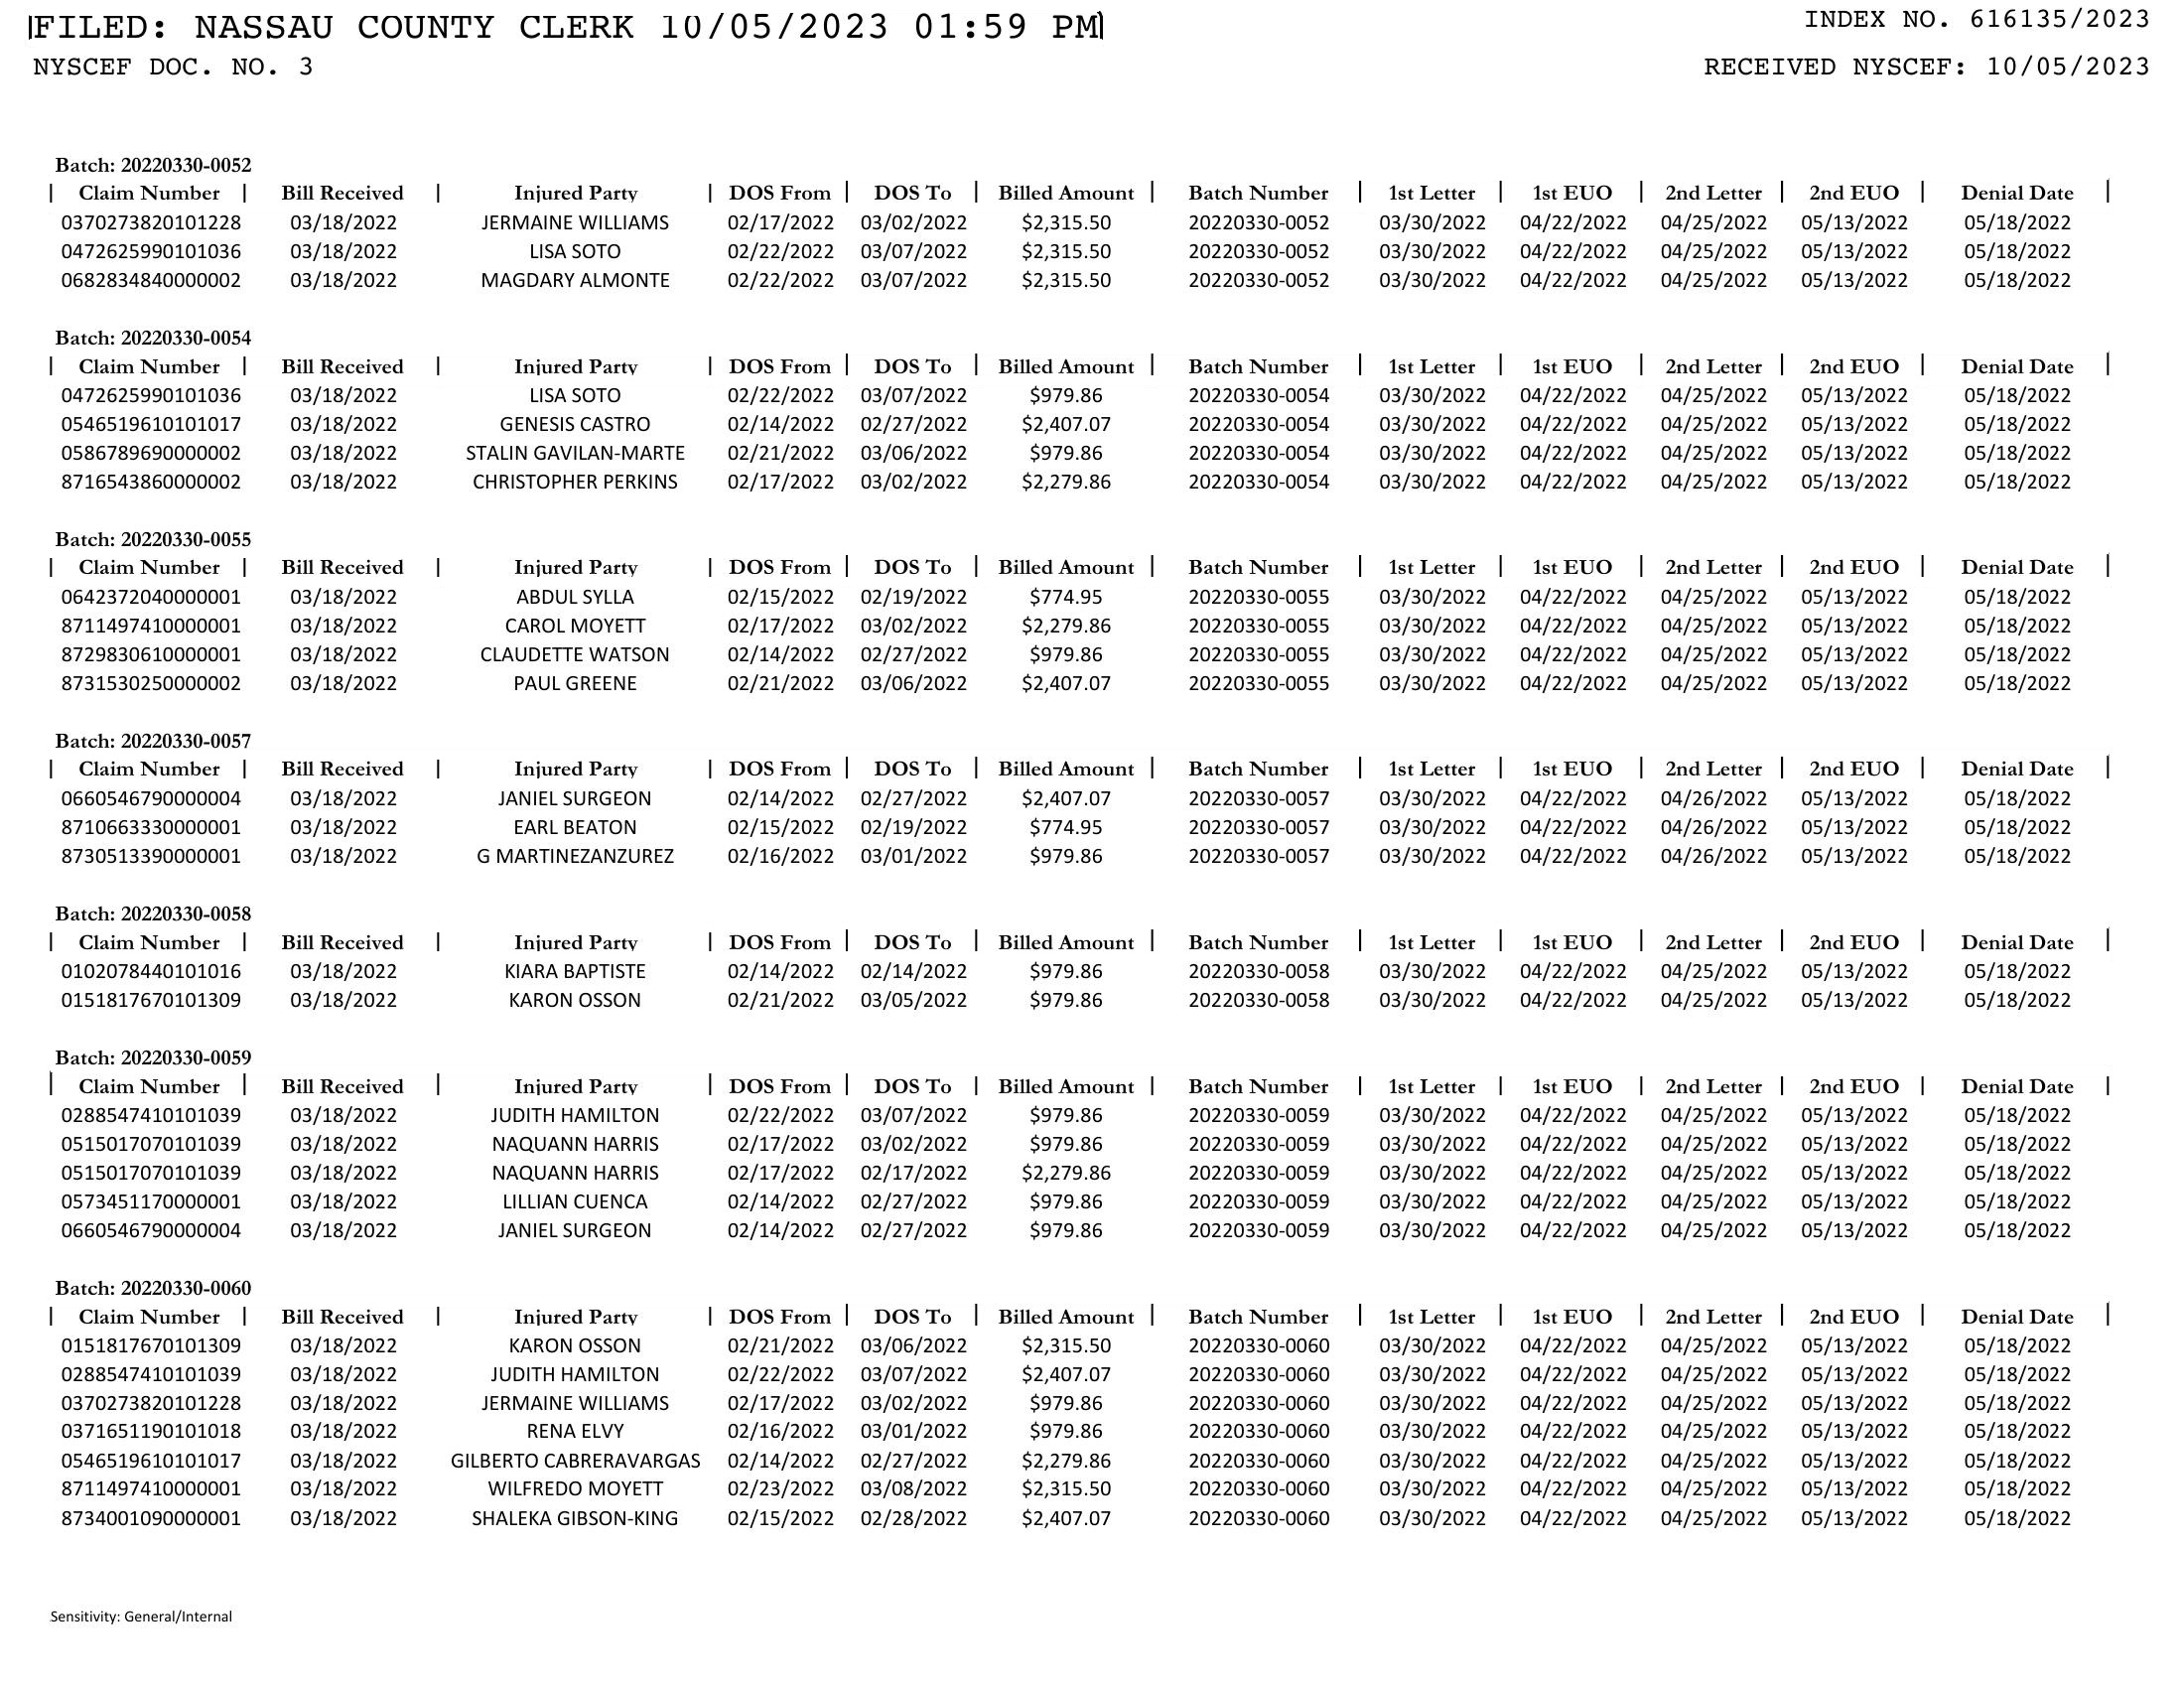 FILED: NASSAU COUNTY CLERK 10/05/2023 01:59 PM
INDEX NO. 616135/2023
NYSCEF DOC. NO. 3
RECEIVED NYSCEF: 10/05/2023
Batch: 20220330-0052
| Claim Number | Bill Received | Injured Party | DOS From | DOS To | Billed Amount | Batch Number | 1st Letter | 1st EUO | 2nd Letter | 2nd EUO | Denial Date |
0370273820101228 03/18/2022 JERMAINE WILLIAMS 02/17/2022 03/02/2022 $2,315.50 20220330-0052 03/30/2022 04/22/2022 04/25/2022 05/13/2022 05/18/2022
0472625990101036 03/18/2022 LISA SOTO 02/22/2022 03/07/2022 $2,315.50 20220330-0052 03/30/2022 04/22/2022 04/25/2022 05/13/2022 05/18/2022
0682834840000002 03/18/2022 MAGDARY ALMONTE 02/22/2022 03/07/2022 $2,315.50 20220330-0052 03/30/2022 04/22/2022 04/25/2022 05/13/2022 05/18/2022
Batch: 20220330-0054
| Claim Number | Bill Received | Injured Party | DOS From | DOS To | Billed Amount | Batch Number | 1st Letter | 1st EUO | 2nd Letter | 2nd EUO | Denial Date |
0472625990101036 03/18/2022 LISA SOTO 02/22/2022 03/07/2022 $979.86 20220330-0054 03/30/2022 04/22/2022 04/25/2022 05/13/2022 05/18/2022
0546519610101017 03/18/2022 GENESIS CASTRO 02/14/2022 02/27/2022 $2,407.07 20220330-0054 03/30/2022 04/22/2022 04/25/2022 05/13/2022 05/18/2022
0586789690000002 03/18/2022 STALIN GAVILAN-MARTE 02/21/2022 03/06/2022 $979.86 20220330-0054 03/30/2022 04/22/2022 04/25/2022 05/13/2022 05/18/2022
8716543860000002 03/18/2022 CHRISTOPHER PERKINS 02/17/2022 03/02/2022 $2,279.86 20220330-0054 03/30/2022 04/22/2022 04/25/2022 05/13/2022 05/18/2022
Batch: 20220330-0055
| Claim Number | Bill Received | Injured Party | DOS From | DOS To | Billed Amount | Batch Number | 1st Letter | 1st EUO | 2nd Letter | 2nd EUO | Denial Date |
0642372040000001 03/18/2022 ABDUL SYLLA 02/15/2022 02/19/2022 $774.95 20220330-0055 03/30/2022 04/22/2022 04/25/2022 05/13/2022 05/18/2022
8711497410000001 03/18/2022 CAROL MOYETT 02/17/2022 03/02/2022 $2,279.86 20220330-0055 03/30/2022 04/22/2022 04/25/2022 05/13/2022 05/18/2022
8729830610000001 03/18/2022 CLAUDETTE WATSON 02/14/2022 02/27/2022 $979.86 20220330-0055 03/30/2022 04/22/2022 04/25/2022 05/13/2022 05/18/2022
8731530250000002 03/18/2022 PAUL GREENE 02/21/2022 03/06/2022 $2,407.07 20220330-0055 03/30/2022 04/22/2022 04/25/2022 05/13/2022 05/18/2022
Batch: 20220330-0057
| Claim Number | Bill Received | Injured Party | DOS From | DOS To | Billed Amount | Batch Number | 1st Letter | 1st EUO | 2nd Letter | 2nd EUO | Denial Date |
0660546790000004 03/18/2022 JANIEL SURGEON 02/14/2022 02/27/2022 $2,407.07 20220330-0057 03/30/2022 04/22/2022 04/26/2022 05/13/2022 05/18/2022
8710663330000001 03/18/2022 EARL BEATON 02/15/2022 02/19/2022 $774.95 20220330-0057 03/30/2022 04/22/2022 04/26/2022 05/13/2022 05/18/2022
8730513390000001 03/18/2022 G MARTINEZANZUREZ 02/16/2022 03/01/2022 $979.86 20220330-0057 03/30/2022 04/22/2022 04/26/2022 05/13/2022 05/18/2022
Batch: 20220330-0058
| Claim Number | Bill Received | Injured Party | DOS From | DOS To | Billed Amount | Batch Number | 1st Letter | 1st EUO | 2nd Letter | 2nd EUO | Denial Date |
0102078440101016 03/18/2022 KIARA BAPTISTE 02/14/2022 02/14/2022 $979.86 20220330-0058 03/30/2022 04/22/2022 04/25/2022 05/13/2022 05/18/2022
0151817670101309 03/18/2022 KARON OSSON 02/21/2022 03/05/2022 $979.86 20220330-0058 03/30/2022 04/22/2022 04/25/2022 05/13/2022 05/18/2022
Batch: 20220330-0059
| Claim Number | Bill Received | Injured Party | DOS From | DOS To | Billed Amount | Batch Number | 1st Letter | 1st EUO | 2nd Letter | 2nd EUO | Denial Date |
0288547410101039 03/18/2022 JUDITH HAMILTON 02/22/2022 03/07/2022 $979.86 20220330-0059 03/30/2022 04/22/2022 04/25/2022 05/13/2022 05/18/2022
0515017070101039 03/18/2022 NAQUANN HARRIS 02/17/2022 03/02/2022 $979.86 20220330-0059 03/30/2022 04/22/2022 04/25/2022 05/13/2022 05/18/2022
0515017070101039 03/18/2022 NAQUANN HARRIS 02/17/2022 02/17/2022 $2,279.86 20220330-0059 03/30/2022 04/22/2022 04/25/2022 05/13/2022 05/18/2022
0573451170000001 03/18/2022 LILLIAN CUENCA 02/14/2022 02/27/2022 $979.86 20220330-0059 03/30/2022 04/22/2022 04/25/2022 05/13/2022 05/18/2022
0660546790000004 03/18/2022 JANIEL SURGEON 02/14/2022 02/27/2022 $979.86 20220330-0059 03/30/2022 04/22/2022 04/25/2022 05/13/2022 05/18/2022
Batch: 20220330-0060
| Claim Number | Bill Received | Injured Party | DOS From | DOS To | Billed Amount | Batch Number | 1st Letter | 1st EUO | 2nd Letter | 2nd EUO | Denial Date |
0151817670101309 03/18/2022 KARON OSSON 02/21/2022 03/06/2022 $2,315.50 20220330-0060 03/30/2022 04/22/2022 04/25/2022 05/13/2022 05/18/2022
0288547410101039 03/18/2022 JUDITH HAMILTON 02/22/2022 03/07/2022 $2,407.07 20220330-0060 03/30/2022 04/22/2022 04/25/2022 05/13/2022 05/18/2022
0370273820101228 03/18/2022 JERMAINE WILLIAMS 02/17/2022 03/02/2022 $979.86 20220330-0060 03/30/2022 04/22/2022 04/25/2022 05/13/2022 05/18/2022
0371651190101018 03/18/2022 RENA ELVY 02/16/2022 03/01/2022 $979.86 20220330-0060 03/30/2022 04/22/2022 04/25/2022 05/13/2022 05/18/2022
0546519610101017 03/18/2022 GILBERTO CABRERAVARGAS 02/14/2022 02/27/2022 $2,279.86 20220330-0060 03/30/2022 04/22/2022 04/25/2022 05/13/2022 05/18/2022
8711497410000001 03/18/2022 WILFREDO MOYETT 02/23/2022 03/08/2022 $2,315.50 20220330-0060 03/30/2022 04/22/2022 04/25/2022 05/13/2022 05/18/2022
8734001090000001 03/18/2022 SHALEKA GIBSON-KING 02/15/2022 02/28/2022 $2,407.07 20220330-0060 03/30/2022 04/22/2022 04/25/2022 05/13/2022 05/18/2022
Sensitivity: General/Internal